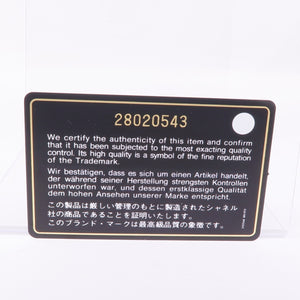 28020543
We certify the authenticity of this item and confirm
that it has been subjected to the most exacting quality
control. Its high quality is a symbol of the fine reputation
of the Trademark.
Wir bestätigen, dass es sich um einen Artikel handelt,
der während seiner Herstellung strengsten Kontrollen
unterworfen war, und dessen erstklassige Qualität
dem hohen Ansehen unserer Marke entspricht.
この製品は厳しい管理のもとに製造されたシャネル
社の商品であることを証明いたします。
このブランド・マークは最高級品質の象徴です。